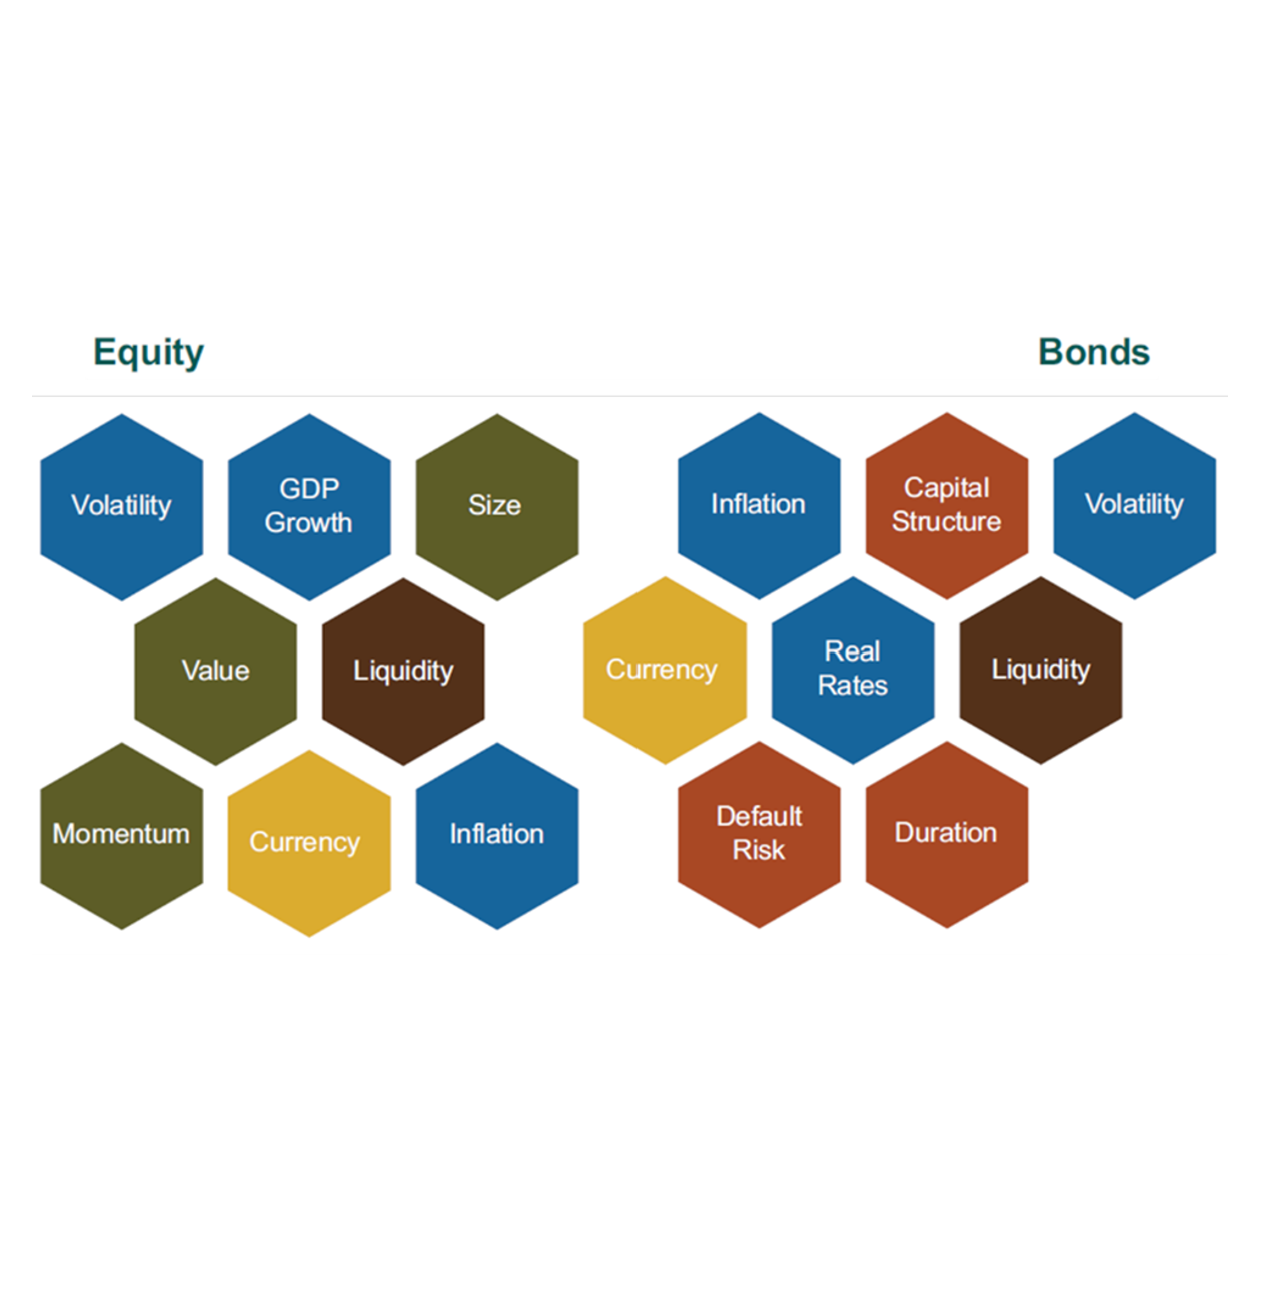 Equity
Bonds
Volatility
GDP
Growth
Size
Value
Liquidity
Momentum
Currency
Inflation
Inflation
Capital
Structure
Volatility
Currency
Real
Rates
Liquidity
Default
Risk
Duration